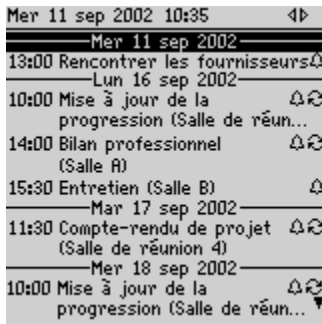 Mer 11 sep 2002 10:35
Mer 11 sep 2002
13:00 Rencontrer les fournisseurs
Lun 16 sep 2002
10:00 Mise à jour de la
progression (Salle de réun...
14:00 Bilan professionnel
(Salle A)
15:30 Entretien (Salle B)
Mar 17 sep 2002
11:30 Compte-rendu de projet
(Salle de réunion 4)
Mer 18 sep 2002
10:00 Mise à jour de la
progression (Salle de réun...